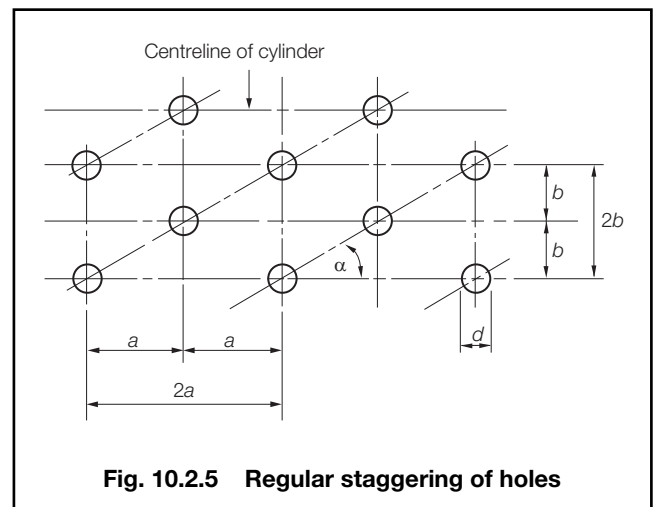 Centreline of cylinder
b
2b
b
α
a
a
d
2a
Fig. 10.2.5 Regular staggering of holes